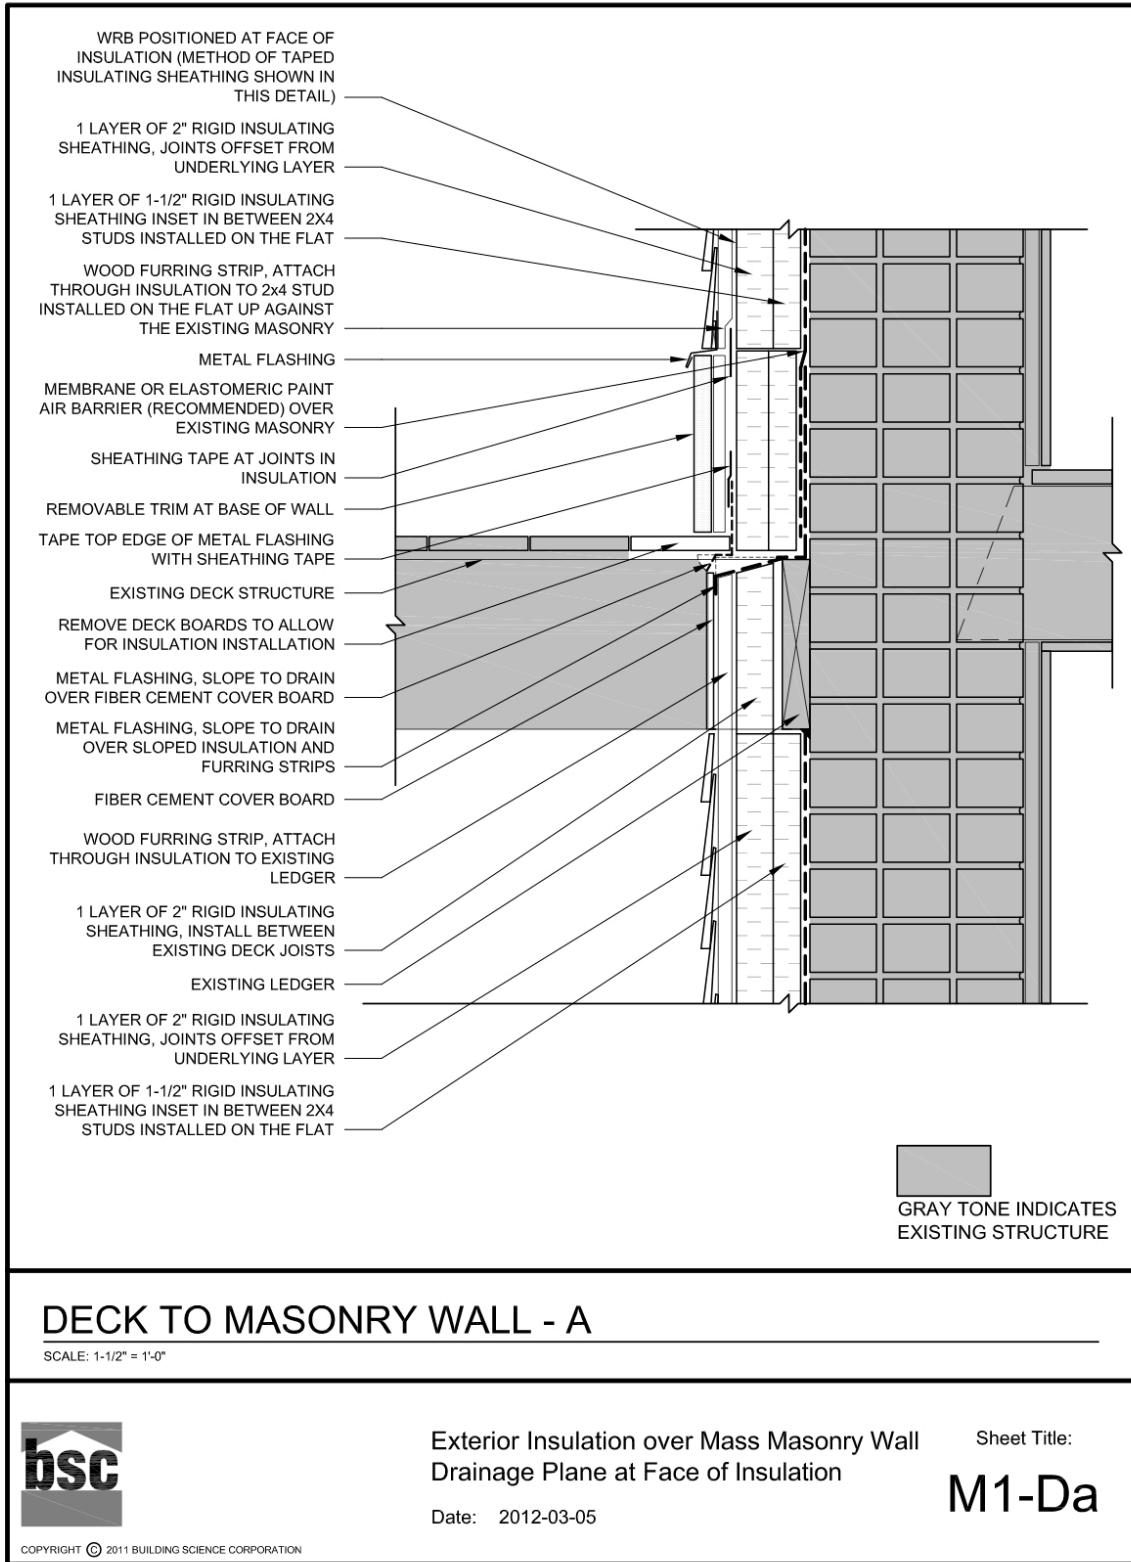 WRB POSITIONED AT FACE OF
INSULATION (METHOD OF TAPED
INSULATING SHEATHING SHOWN IN
THIS DETAIL)
1 LAYER OF 2" RIGID INSULATING
SHEATHING, JOINTS OFFSET FROM
UNDERLYING LAYER
1 LAYER OF 1-1/2" RIGID INSULATING
SHEATHING INSET IN BETWEEN 2X4
STUDS INSTALLED ON THE FLAT
WOOD FURRING STRIP, ATTACH
THROUGH INSULATION TO 2x4 STUD
INSTALLED ON THE FLAT UP AGAINST
THE EXISTING MASONRY
METAL FLASHING
MEMBRANE OR ELASTOMERIC PAINT
AIR BARRIER (RECOMMENDED) OVER
EXISTING MASONRY
SHEATHING TAPE AT JOINTS IN
INSULATION
REMOVABLE TRIM AT BASE OF WALL
TAPE TOP EDGE OF METAL FLASHING
WITH SHEATHING TAPE
EXISTING DECK STRUCTURE
REMOVE DECK BOARDS TO ALLOW
FOR INSULATION INSTALLATION
METAL FLASHING, SLOPE TO DRAIN
OVER FIBER CEMENT COVER BOARD
METAL FLASHING, SLOPE TO DRAIN
OVER SLOPED INSULATION AND
FURRING STRIPS
FIBER CEMENT COVER BOARD
WOOD FURRING STRIP, ATTACH
THROUGH INSULATION TO EXISTING
LEDGER
1 LAYER OF 2" RIGID INSULATING
SHEATHING, INSTALL BETWEEN
EXISTING DECK JOISTS
EXISTING LEDGER
1 LAYER OF 2" RIGID INSULATING
SHEATHING, JOINTS OFFSET FROM
UNDERLYING LAYER
1 LAYER OF 1-1/2" RIGID INSULATING
SHEATHING INSET IN BETWEEN 2X4
STUDS INSTALLED ON THE FLAT
GRAY TONE INDICATES
EXISTING STRUCTURE
DECK TO MASONRY WALL - A
SCALE: 1-1/2" = 1'-0"
bsc
COPYRIGHT © 2011 BUILDING SCIENCE CORPORATION
Exterior Insulation over Mass Masonry Wall
Drainage Plane at Face of Insulation
Date: 2012-03-05
Sheet Title:
M1-Da